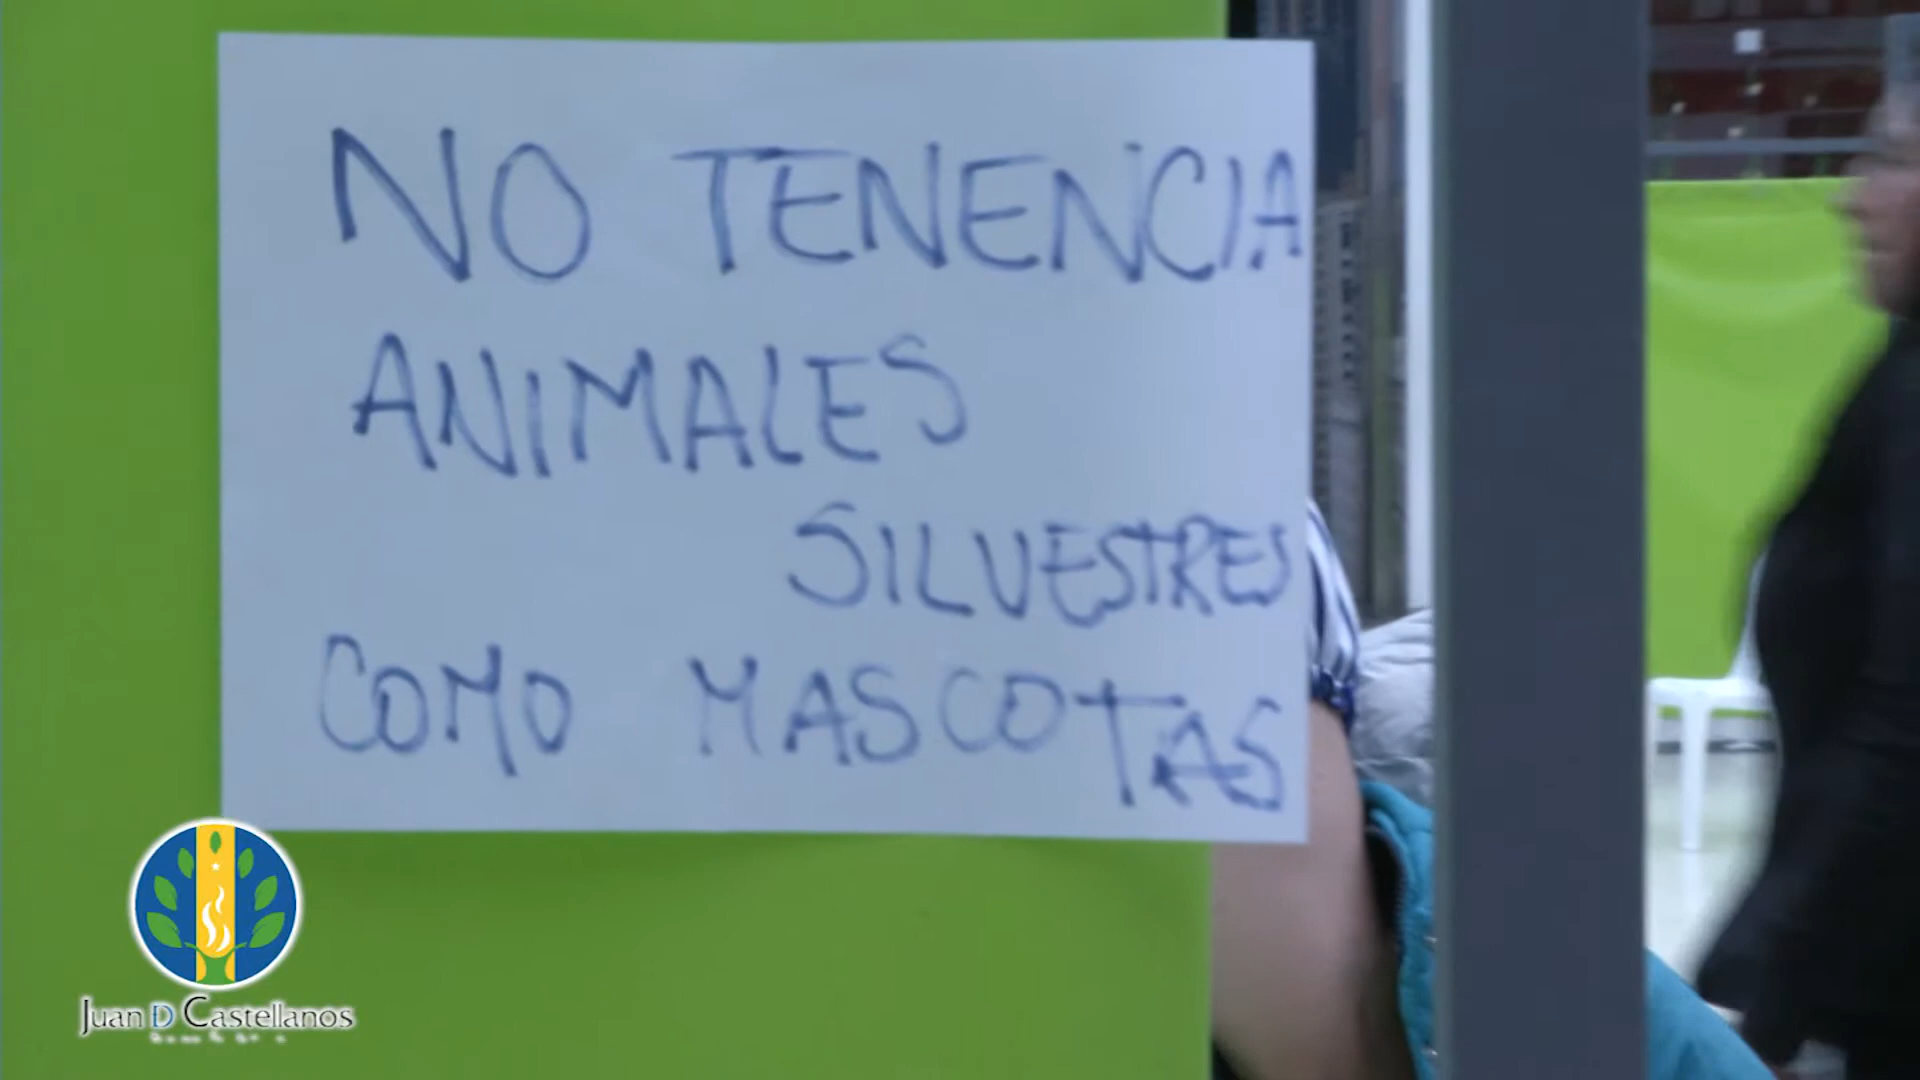 NO TENENCIA
ANIMALES
SILVESTRES
COMO MASCOTAS
Juan D Castellanos